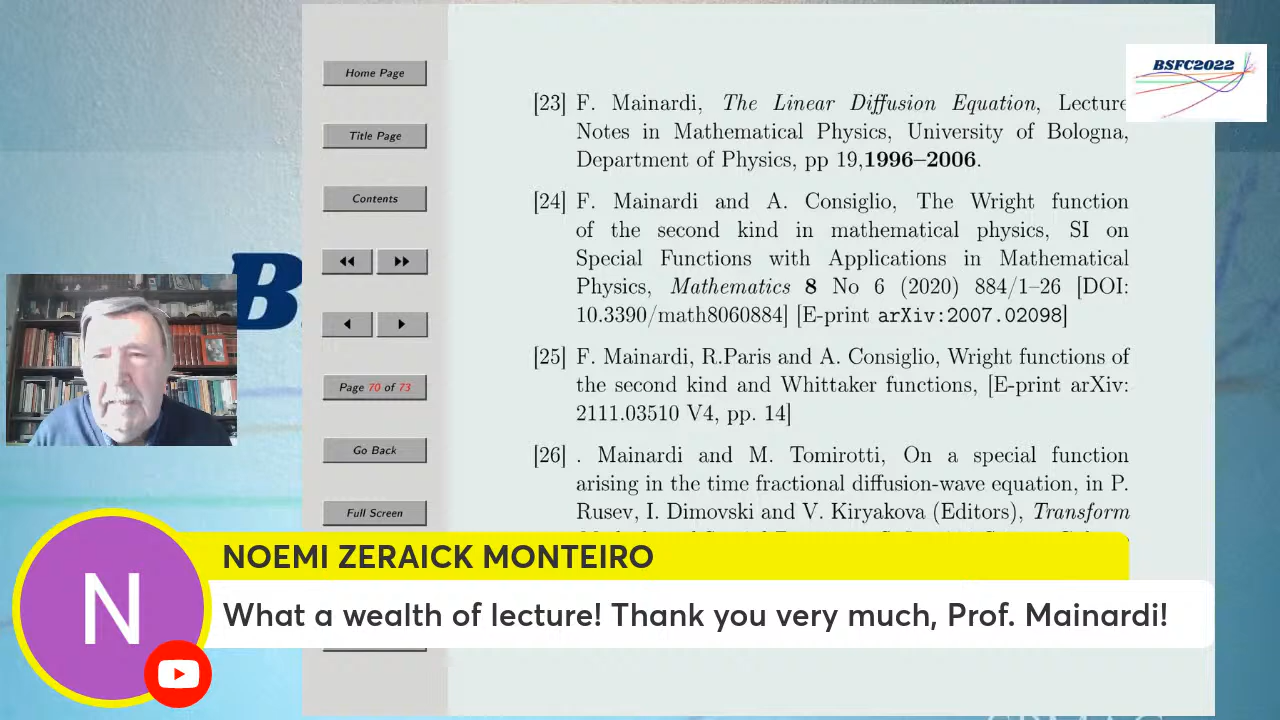 Home Page
Title Page
Contents
Page 70 of 73
Go Back
Full Screen
BSFC2022
[23] F. Mainardi, The Linear Diffusion Equation, Lecture
Notes in Mathematical Physics, University of Bologna,
Department of Physics, pp 19,1996–2006.
[24] F. Mainardi and A. Consiglio, The Wright function
of the second kind in mathematical physics, SI on
Special Functions with Applications in Mathematical
Physics, Mathematics 8 No 6 (2020) 884/1–26 [DOI:
10.3390/math8060884] [E-print arXiv:2007.02098]
[25] F. Mainardi, R.Paris and A. Consiglio, Wright functions of
the second kind and Whittaker functions, [E-print arXiv:
2111.03510 V4, pp. 14]
[26] . Mainardi and M. Tomirotti, On a special function
arising in the time fractional diffusion-wave equation, in P.
Rusev, I. Dimovski and V. Kiryakova (Editors), Transform
B
NOEMI ZERAICK MONTEIRO
N
What a wealth of lecture! Thank you very much, Prof. Mainardi!